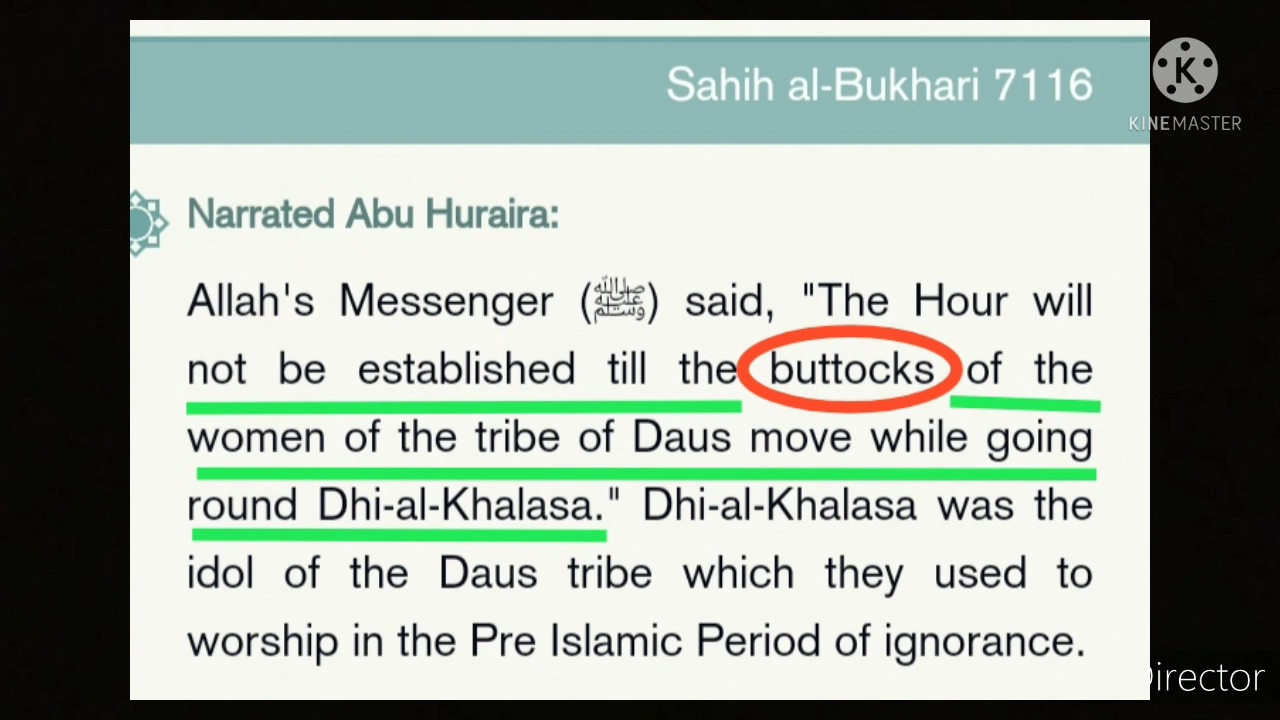 Sahih al-Bukhari 7116
KINEMASTER
Narrated Abu Huraira:
Allah's Messenger (ﷺ) said, "The Hour will
not be established till the buttocks of the
women of the tribe of Daus move while going
round Dhi-al-Khalasa." Dhi-al-Khalasa was the
idol of the Daus tribe which they used to
worship in the Pre Islamic Period of ignorance.